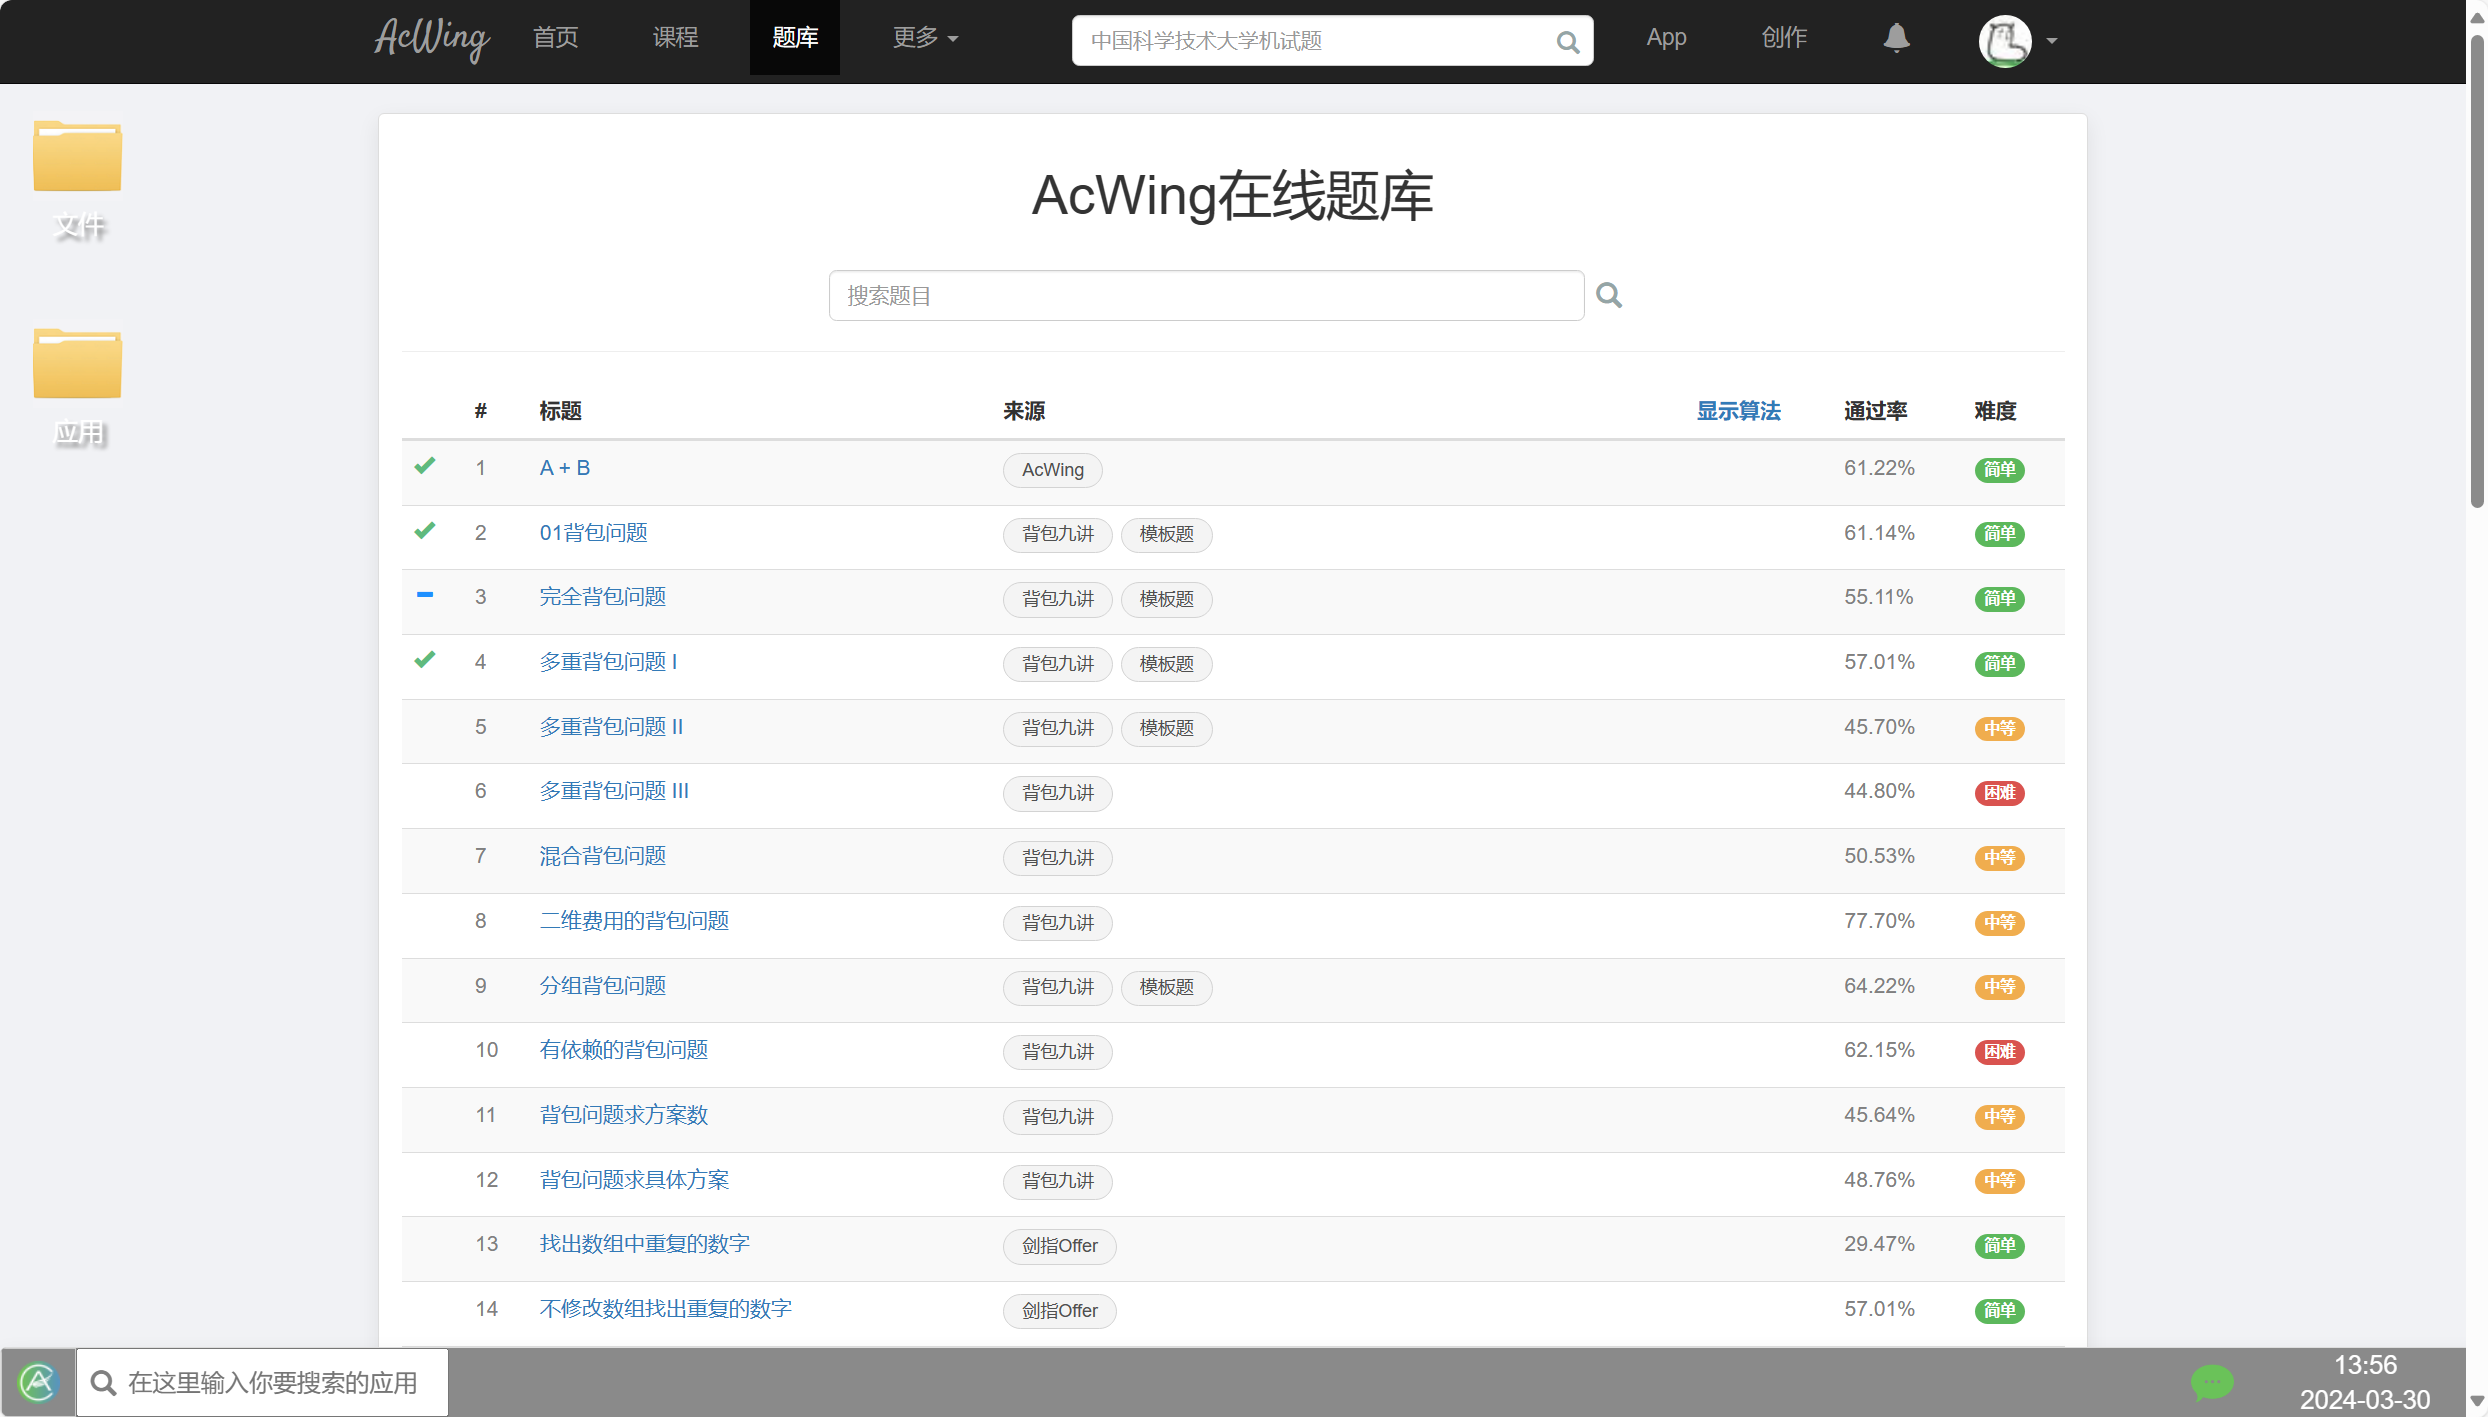 AcWing 首页 课程 题库 更多 中国科学技术大学机试题 App 创作
文件
应用
AcWing在线题库
搜索题目
# 标题 来源 显示算法 通过率 难度
1 A + B AcWing 61.22% 简单
2 01背包问题 背包九讲 模板题 61.14% 简单
3 完全背包问题 背包九讲 模板题 55.11% 简单
4 多重背包问题 I 背包九讲 模板题 57.01% 简单
5 多重背包问题 II 背包九讲 模板题 45.70% 中等
6 多重背包问题 III 背包九讲 44.80% 困难
7 混合背包问题 背包九讲 50.53% 中等
8 二维费用的背包问题 背包九讲 77.70% 中等
9 分组背包问题 背包九讲 模板题 64.22% 中等
10 有依赖的背包问题 背包九讲 62.15% 困难
11 背包问题求方案数 背包九讲 45.64% 中等
12 背包问题求具体方案 背包九讲 48.76% 中等
13 找出数组中重复的数字 剑指Offer 29.47% 简单
14 不修改数组找出重复的数字 剑指Offer 57.01% 简单
在这里输入你要搜索的应用
13:56
2024-03-30